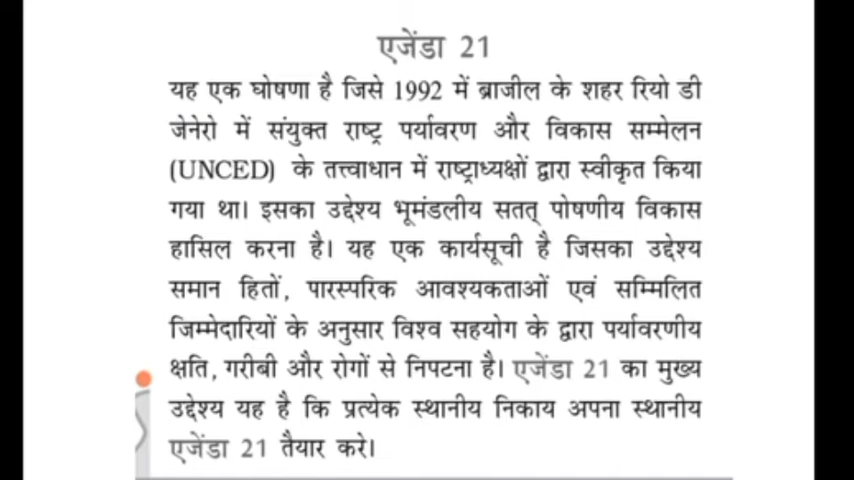 एजेंडा 21
यह एक घोषणा है जिसे 1992 में ब्राजील के शहर रियो डी
जेनेरो में संयुक्त राष्ट्र पर्यावरण और विकास सम्मेलन
(UNCED) के तत्त्वाधान में राष्ट्राध्यक्षों द्वारा स्वीकृत किया
गया था। इसका उद्देश्य भूमंडलीय सतत् पोषणीय विकास
हासिल करना है। यह एक कार्यसूची है जिसका उद्देश्य
समान हितों, पारस्परिक आवश्यकताओं एवं सम्मिलित
जिम्मेदारियों के अनुसार विश्व सहयोग के द्वारा पर्यावरणीय
क्षति, गरीबी और रोगों से निपटना है। एजेंडा 21 का मुख्य
उद्देश्य यह है कि प्रत्येक स्थानीय निकाय अपना स्थानीय
एजेंडा 21 तैयार करे।